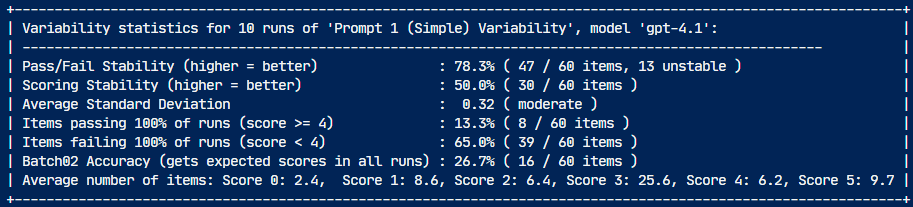 +---------------------------------------------------------------------------------------------------+
| Variability statistics for 10 runs of 'Prompt 1 (Simple) Variability', model 'gpt-4.1': |
| ----------------------------------------------------------------------------------------- |
| Pass/Fail Stability (higher = better) : 78.3% ( 47 / 60 items, 13 unstable ) |
| Scoring Stability (higher = better) : 50.0% ( 30 / 60 items ) |
| Average Standard Deviation : 0.32 ( moderate ) |
| Items passing 100% of runs (score >= 4) : 13.3% ( 8 / 60 items ) |
| Items failing 100% of runs (score < 4) : 65.0% ( 39 / 60 items ) |
| Batch02 Accuracy (gets expected scores in all runs) : 26.7% ( 16 / 60 items ) |
| Average number of items: Score 0: 2.4, Score 1: 8.6, Score 2: 6.4, Score 3: 25.6, Score 4: 6.2, Score 5: 9.7 |
+---------------------------------------------------------------------------------------------------+